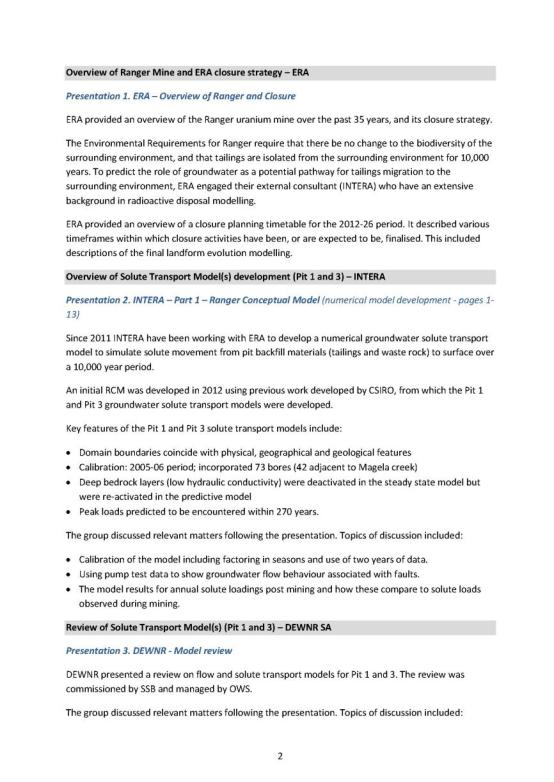 Overview of Ranger Mine and ERA closure strategy – ERA
Presentation 1. ERA – Overview of Ranger and Closure
ERA provided an overview of the Ranger uranium mine over the past 35 years, and its closure strategy.
The Environmental Requirements for Ranger require that there be no change to the biodiversity of the
surrounding environment, and that tailings are isolated from the surrounding environment for 10,000
years. To predict the role of groundwater as a potential pathway for tailings migration to the
surrounding environment, ERA engaged their external consultant (INTERA) who have an extensive
background in radioactive disposal modelling.
ERA provided an overview of a closure planning timetable for the 2012-26 period. It described various
timeframes within which closure activities have been, or are expected to be, finalised. This included
descriptions of the final landform evolution modelling.
Overview of Solute Transport Model(s) development (Pit 1 and 3) – INTERA
Presentation 2. INTERA – Part 1 – Ranger Conceptual Model (numerical model development - pages 1-
13)
Since 2011 INTERA have been working with ERA to develop a numerical groundwater solute transport
model to simulate solute movement from pit backfill materials (tailings and waste rock) to surface over
a 10,000 year period.
An initial RCM was developed in 2012 using previous work developed by CSIRO, from which the Pit 1
and Pit 3 groundwater solute transport models were developed.
Key features of the Pit 1 and Pit 3 solute transport models include:
• Domain boundaries coincide with physical, geographical and geological features
• Calibration: 2005-06 period; incorporated 73 bores (42 adjacent to Magela creek)
• Deep bedrock layers (low hydraulic conductivity) were deactivated in the steady state model but
were re-activated in the predictive model
• Peak loads predicted to be encountered within 270 years.
The group discussed relevant matters following the presentation. Topics of discussion included:
• Calibration of the model including factoring in seasons and use of two years of data.
• Using pump test data to show groundwater flow behaviour associated with faults.
• The model results for annual solute loadings post mining and how these compare to solute loads
observed during mining.
Review of Solute Transport Model(s) (Pit 1 and 3) – DEWNR SA
Presentation 3. DEWNR - Model review
DEWNR presented a review on flow and solute transport models for Pit 1 and 3. The review was
commissioned by SSB and managed by OWS.
The group discussed relevant matters following the presentation. Topics of discussion included:
2